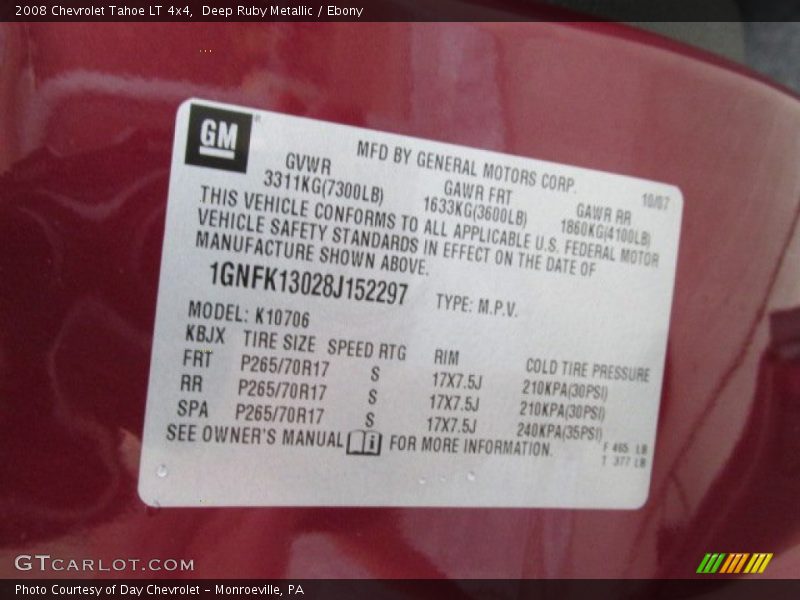 2008 Chevrolet Tahoe LT 4x4, Deep Ruby Metallic / Ebony
GM
MFD BY GENERAL MOTORS CORP.
10/07
GVWR GAWR FRT GAWR RR
3311KG(7300LB) 1633KG(3600LB) 1860KG(4100LB)
THIS VEHICLE CONFORMS TO ALL APPLICABLE U.S. FEDERAL MOTOR
VEHICLE SAFETY STANDARDS IN EFFECT ON THE DATE OF
MANUFACTURE SHOWN ABOVE.
1GNFK13028J152297 TYPE: M.P.V.
MODEL: K10706
KBJX TIRE SIZE SPEED RTG RIM COLD TIRE PRESSURE
FRT P265/70R17 S 17X7.5J 210KPA(30PSI)
RR P265/70R17 S 17X7.5J 210KPA(30PSI)
SPA P265/70R17 S 17X7.5J 240KPA(35PSI)
SEE OWNER'S MANUAL FOR MORE INFORMATION.
F 465 LB
T 377 LB
GTCARLOT.COM
Photo Courtesy of Day Chevrolet - Monroeville, PA